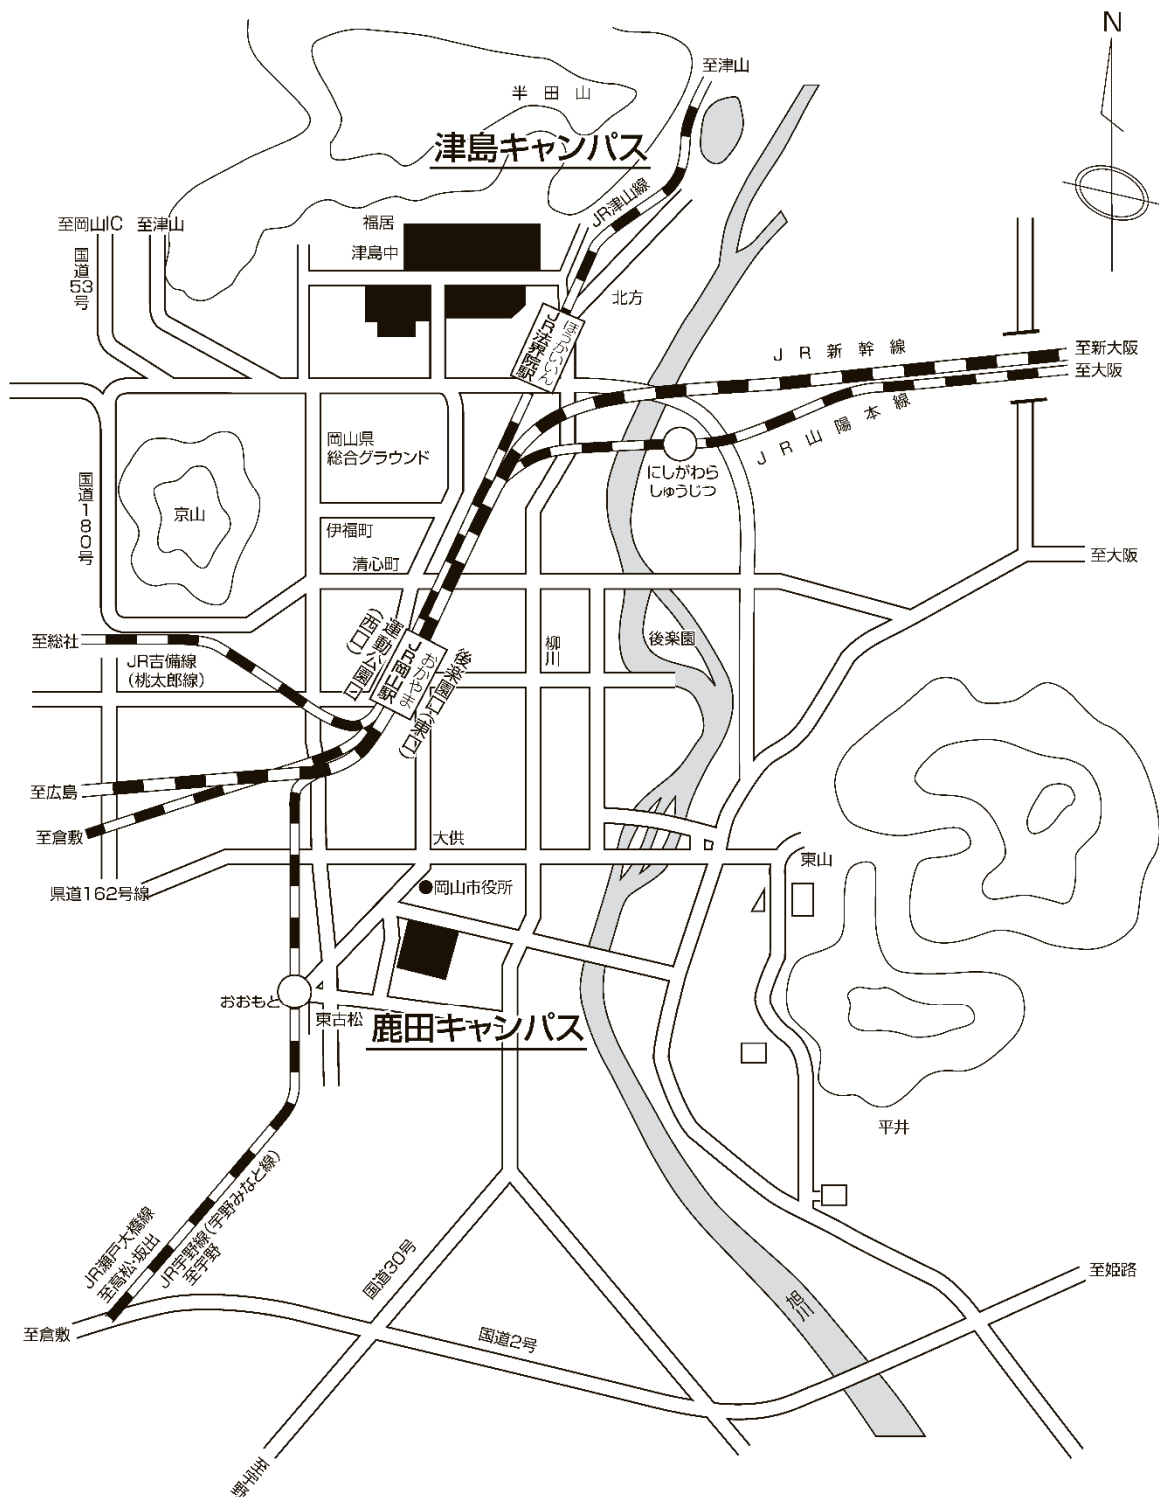 N
至津山
半田山
津島キャンパス
JR津山線
至岡山IC
至津山
福居
津島中
国道53号
北方
ほうかいいん
JR法界院駅
JR新幹線
至新大阪
至大阪
JR山陽本線
岡山県
総合グラウンド
にしがわら
しゅうじつ
国道180号
京山
伊福町
清心町
至大阪
至総社
JR吉備線
(桃太郎線)
運動公園口
(西口)
おかやま
JR岡山駅
後楽園口(東口)
柳川
後楽園
至広島
至倉敷
大供
東山
県道162号線
岡山市役所
おおもと
東古松
鹿田キャンパス
平井
JR瀬戸大橋線
至高松・坂出
JR宇野線(宇野みなと線)
至宇野
国道30号
旭川
至姫路
至倉敷
国道2号
至玉野